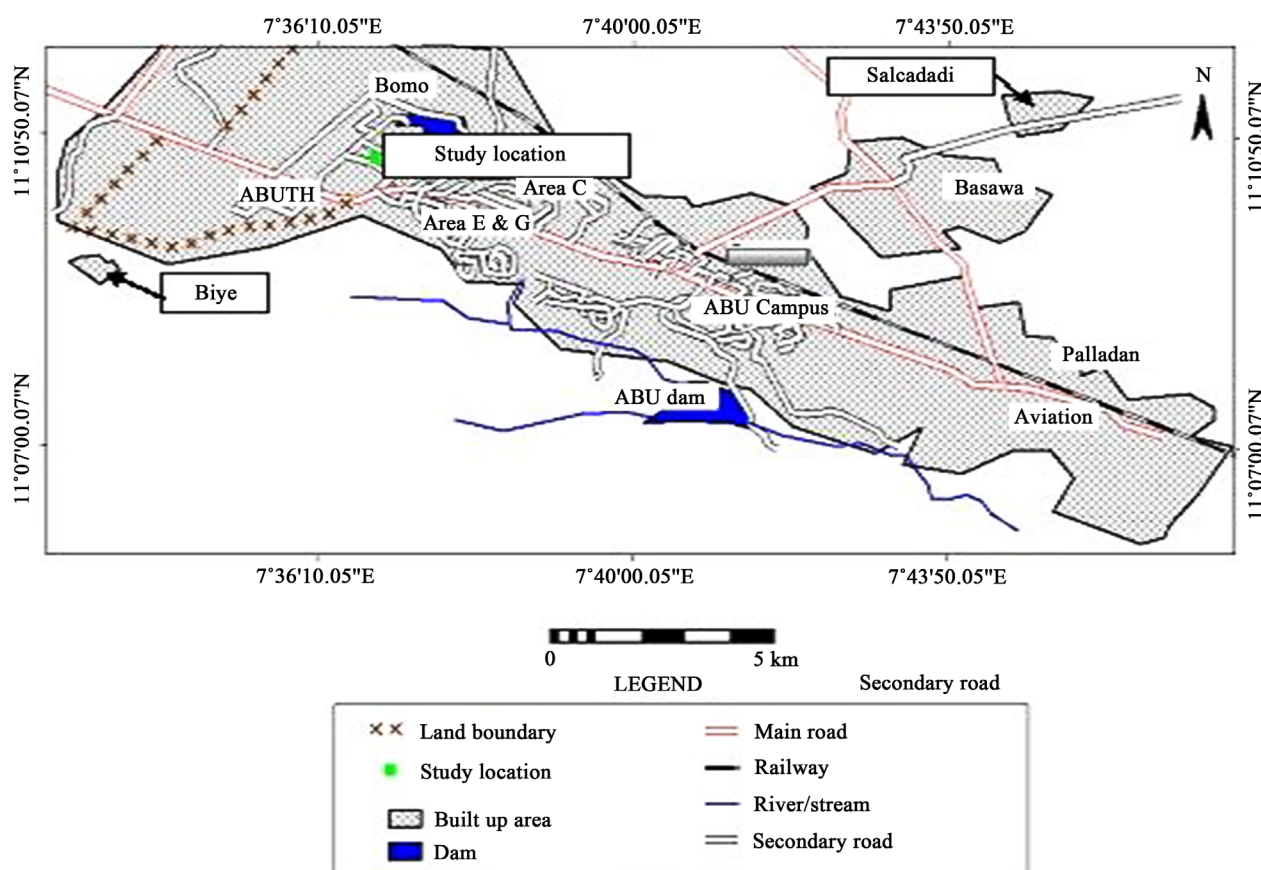 7°36'10.05"E
7°40'00.05"E
7°43'50.05"E
11°10'50.07"N
11°07'00.07"N
Salcadadi
N
Bomo
Study location
ABUTH
Area C
Basawa
Area E & G
Biye
ABU Campus
Palladan
ABU dam
Aviation
11°10'50.07"N
11°07'00.07"N
7°36'10.05"E
7°40'00.05"E
7°43'50.05"E
0
5 km
LEGEND
Secondary road
Land boundary
Study location
Built up area
Dam
Main road
Railway
River/stream
Secondary road